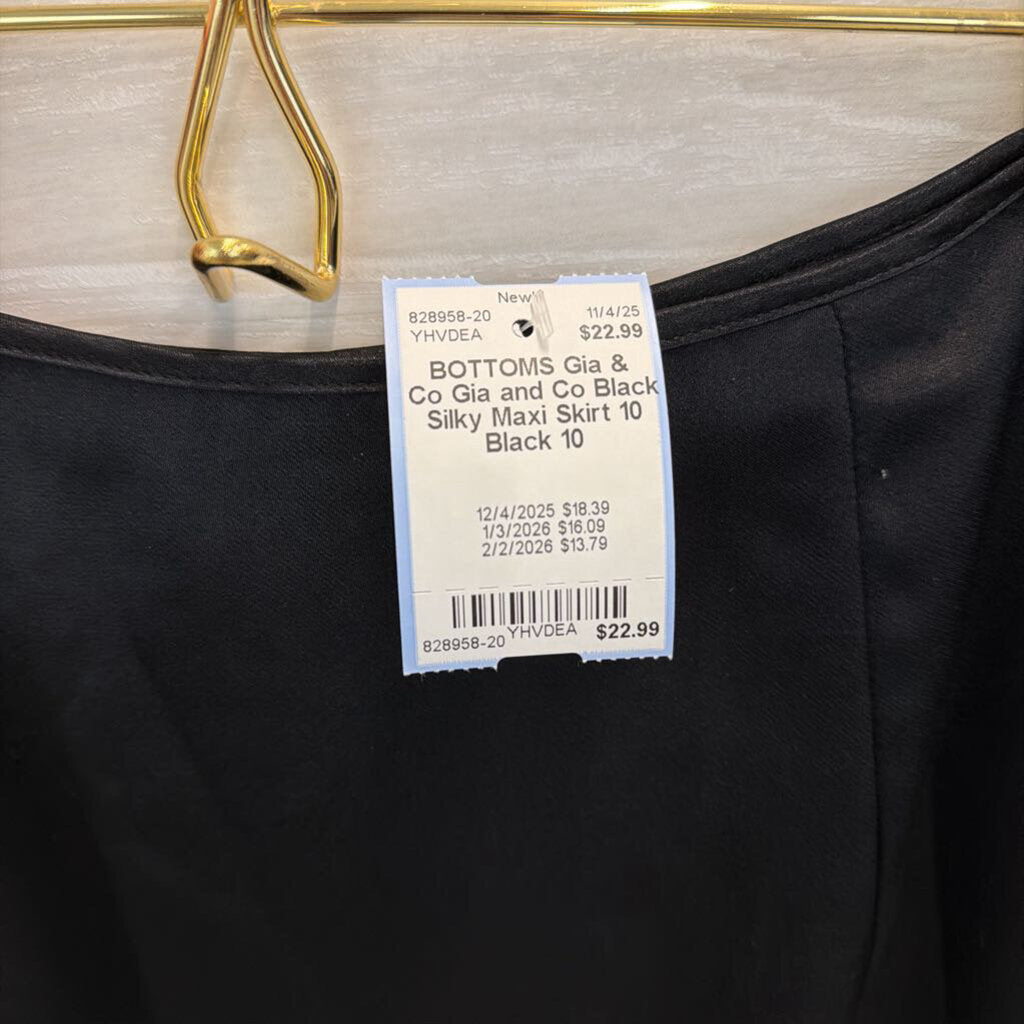 New
828958-20 11/4/25
YHVDEA $22.99
BOTTOMS Gia &
Co Gia and Co Black
Silky Maxi Skirt 10
Black 10
12/4/2025 $18.39
1/3/2026 $16.09
2/2/2026 $13.79
828958-20 YHVDEA $22.99